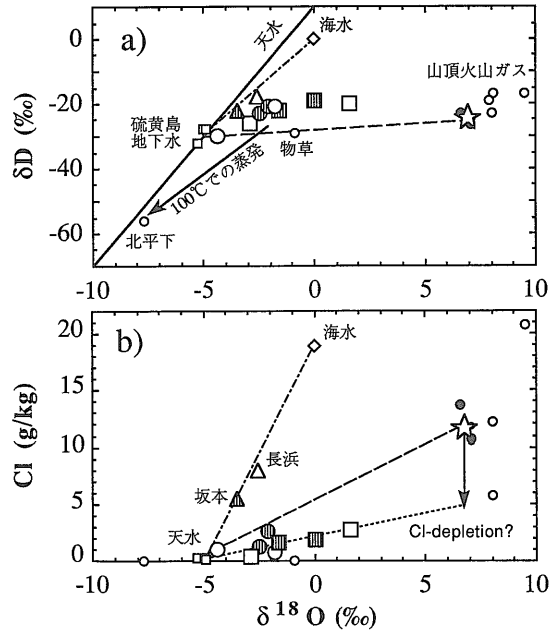 a)
天水
海水
山頂火山ガス
硫黄島
地下水
物草
100℃での蒸発
北平下
δD (‰)
0
-20
-40
-60
-10
-5
0
5
10
b)
海水
長浜
坂本
天水
Cl-depletion?
Cl (g/kg)
20
15
10
5
0
-10
-5
0
5
10
δ ¹⁸ O (‰)